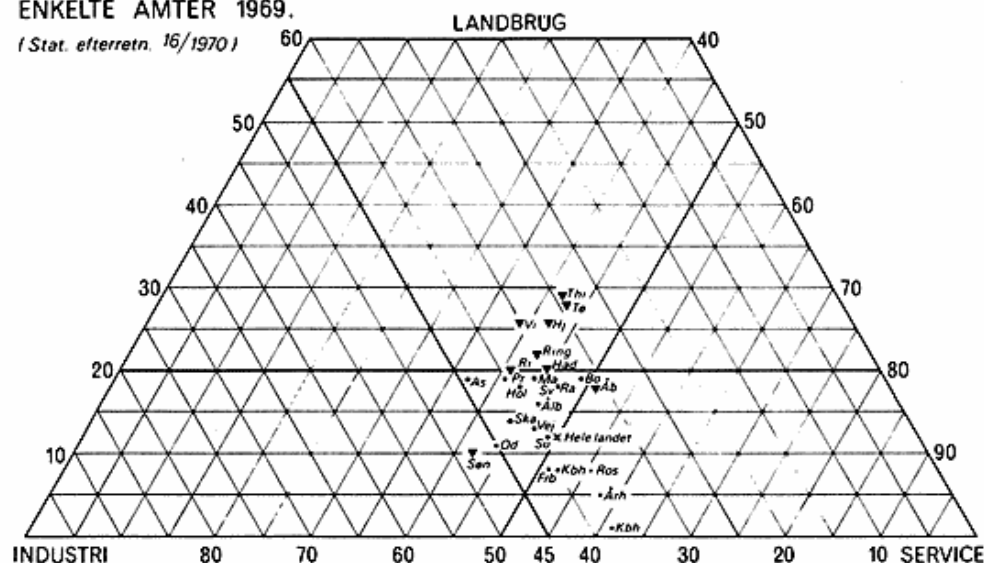 ENKELTE AMTER 1969.
(Stat. efterretn. 16/1970)
LANDBRUG
60 40
50 50
40 60
30 70
Thi
Tø
Vi Hj
Ring
Ri Had
20 80
As Pr Ma Bo Åb
Hol Sv Ra
Ålb
Ska Vej
Od So Hele landet
10 90
Søn
Frb Kbh Ros
Århus
Kbh
INDUSTRI 80 70 60 50 45 40 30 20 10 SERVICE